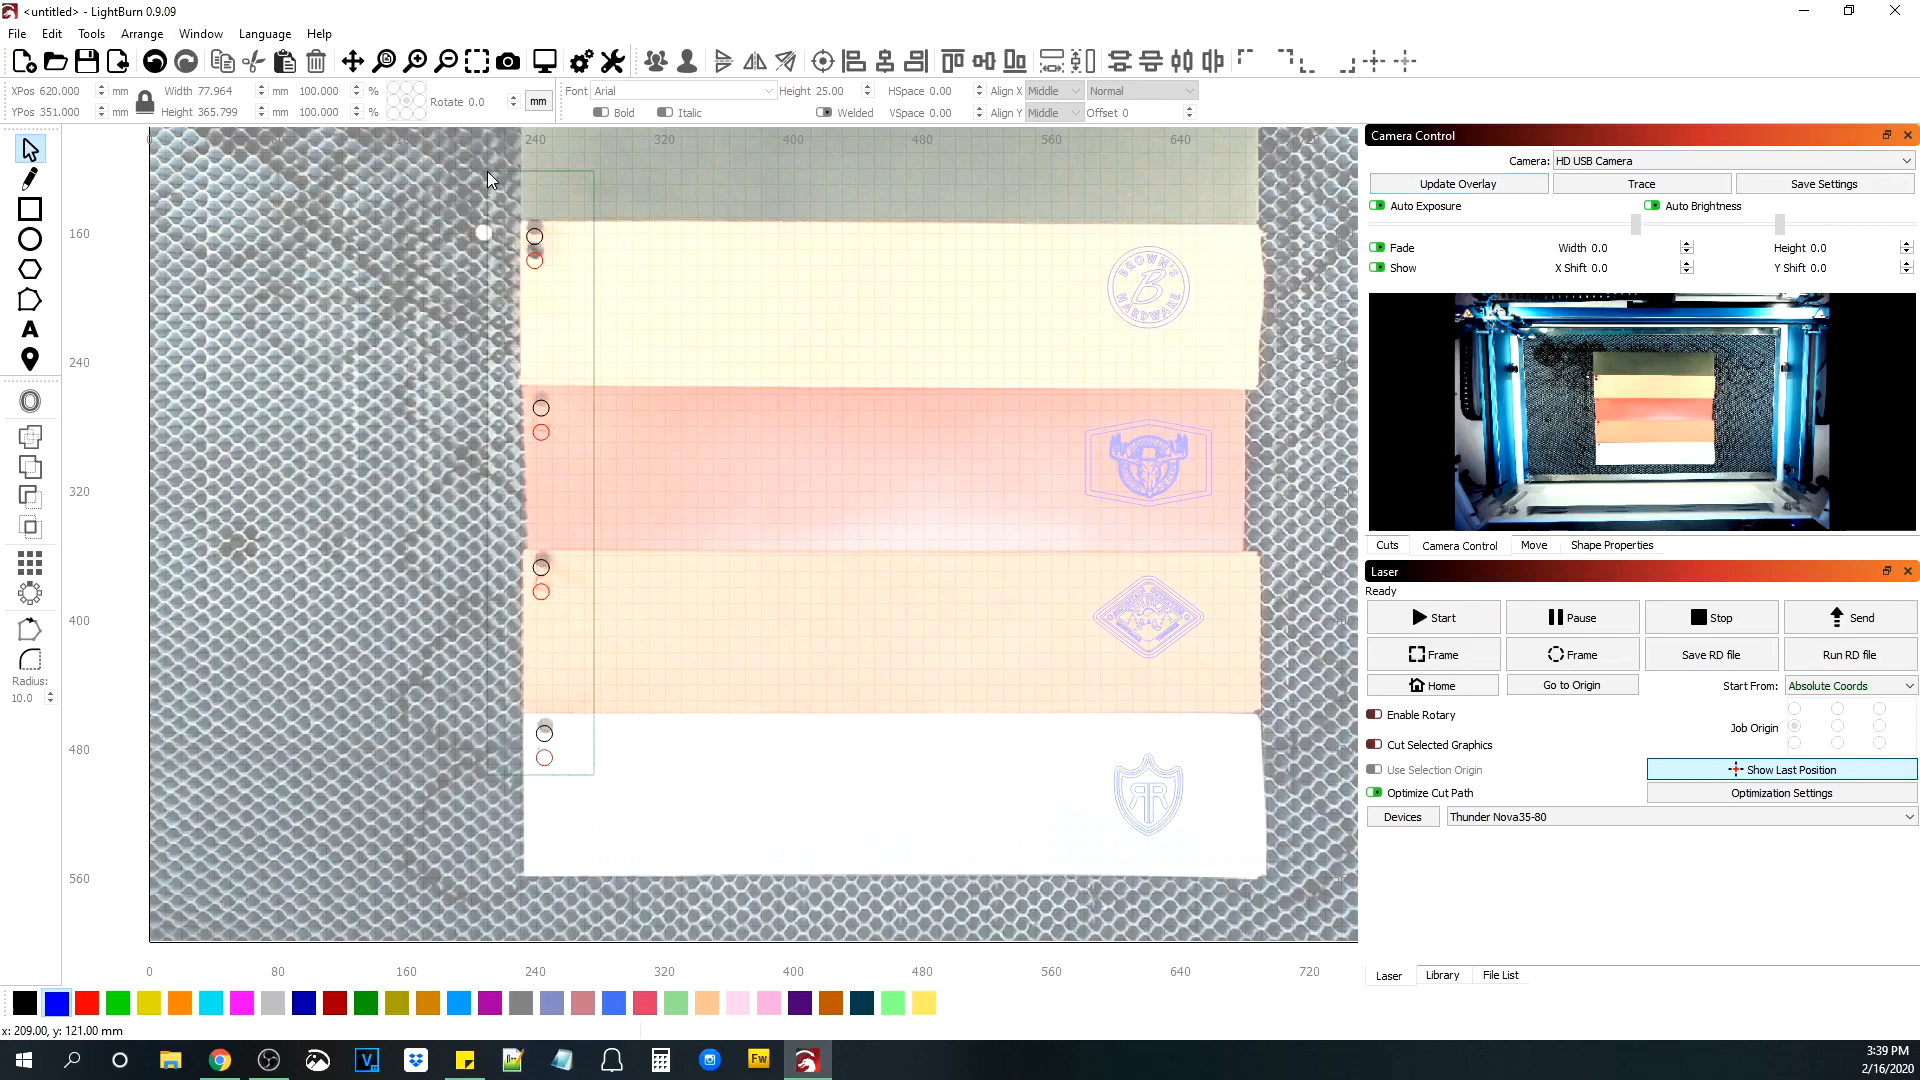 <untitled> - LightBurn 0.9.09
File Edit Tools Arrange Window Language Help
XPos 620.000 mm Width 77.964 mm 100.000 % Rotate 0.0 mm Font Arial Height 25.00 HSpace 0.00 Align X Middle Normal
YPos 351.000 mm Height 365.799 mm 100.000 % Bold Italic Welded VSpace 0.00 Align Y Middle Offset 0
240 320 400 480 560 640 720
160
240
320
400
480
560
0 80 160 240 320 400 480 560 640 720
BROWN'S
B
HARDWARE
RR
Radius:
10.0
Camera Control
Camera: HD USB Camera
Update Overlay Trace Save Settings
Auto Exposure Auto Brightness
Fade Width 0.0 Height 0.0
Show X Shift 0.0 Y Shift 0.0
Cuts Camera Control Move Shape Properties
Laser
Ready
Start Pause Stop Send
Frame Frame Save RD file Run RD file
Home Go to Origin Start From: Absolute Coords
Enable Rotary Job Origin
Cut Selected Graphics
Use Selection Origin Show Last Position
Optimize Cut Path Optimization Settings
Devices Thunder Nova35-80
Laser Library File List
x: 209.00, y: 121.00 mm
Fw
3:39 PM
2/16/2020